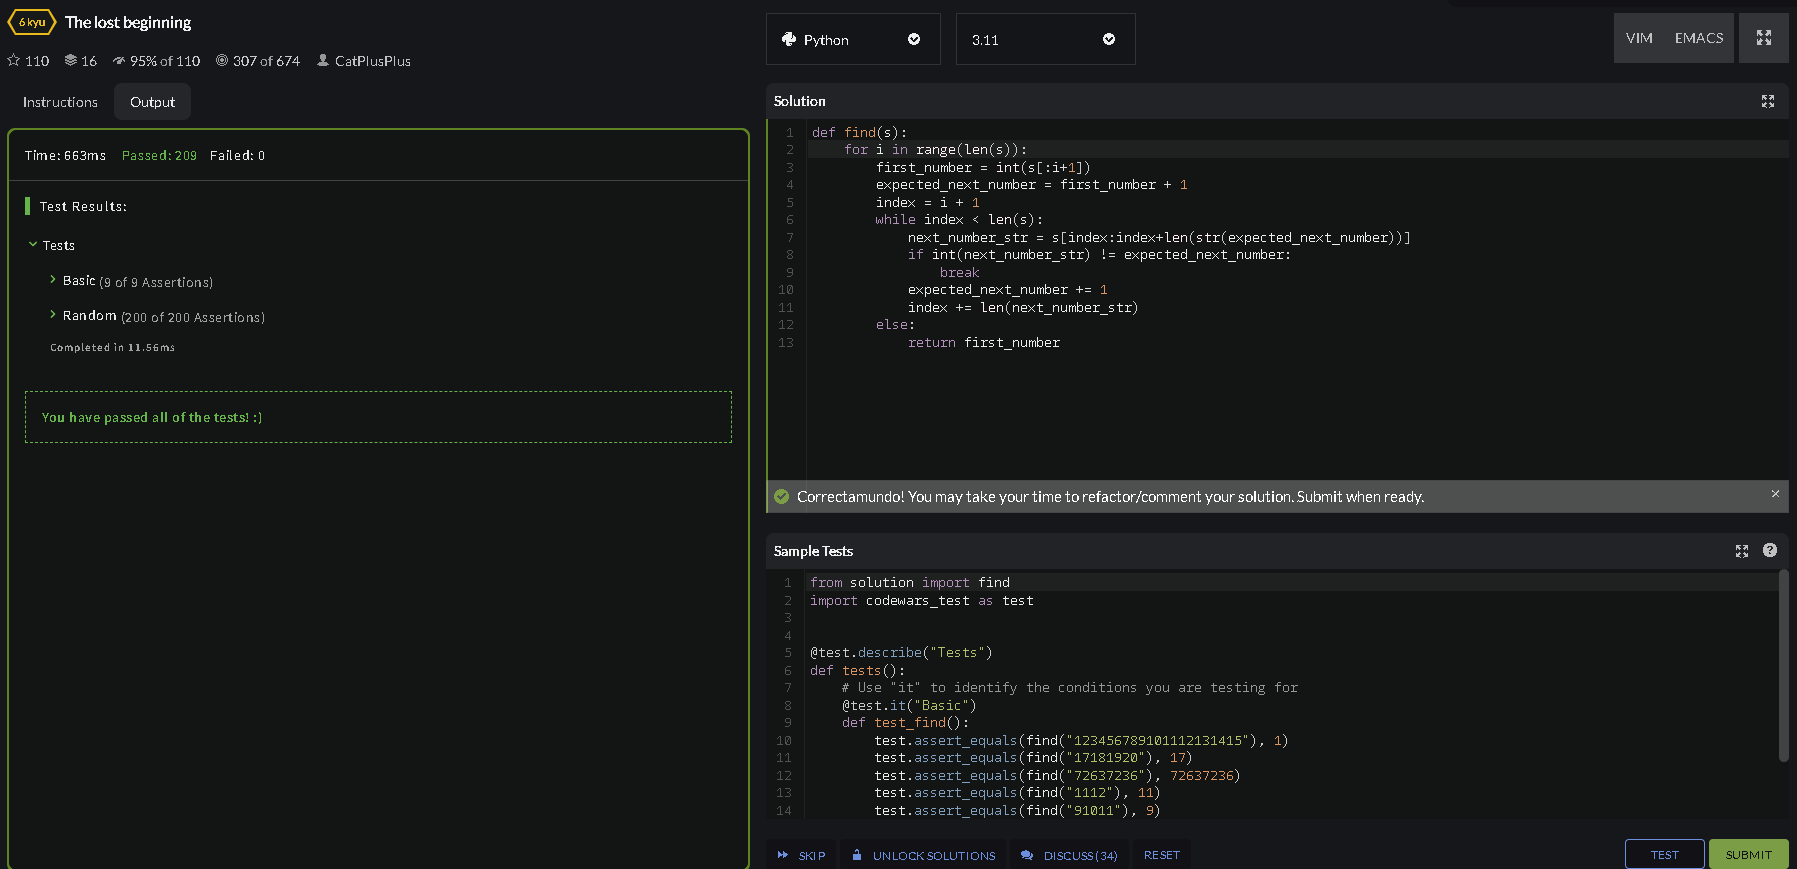 6 kyu The lost beginning
110 16 95% of 110 307 of 674 CatPlusPlus
Instructions Output
Time: 663ms Passed: 209 Failed: 0
Test Results:
Tests
Basic (9 of 9 Assertions)
Random (200 of 200 Assertions)
Completed in 11.56ms
You have passed all of the tests! :)
Python 3.11 VIM EMACS
Solution
1 def find(s):
2 for i in range(len(s)):
3 first_number = int(s[:i+1])
4 expected_next_number = first_number + 1
5 index = i + 1
6 while index < len(s):
7 next_number_str = s[index:index+len(str(expected_next_number))]
8 if int(next_number_str) != expected_next_number:
9 break
10 expected_next_number += 1
11 index += len(next_number_str)
12 else:
13 return first_number
Correctamundo! You may take your time to refactor/comment your solution. Submit when ready.
Sample Tests
1 from solution import find
2 import codewars_test as test
3
4
5 @test.describe("Tests")
6 def tests():
7 # Use "it" to identify the conditions you are testing for
8 @test.it("Basic")
9 def test_find():
10 test.assert_equals(find("123456789101112131415"), 1)
11 test.assert_equals(find("17181920"), 17)
12 test.assert_equals(find("72637236"), 72637236)
13 test.assert_equals(find("1112"), 11)
14 test.assert_equals(find("91011"), 9)
SKIP UNLOCK SOLUTIONS DISCUSS (34) RESET TEST SUBMIT